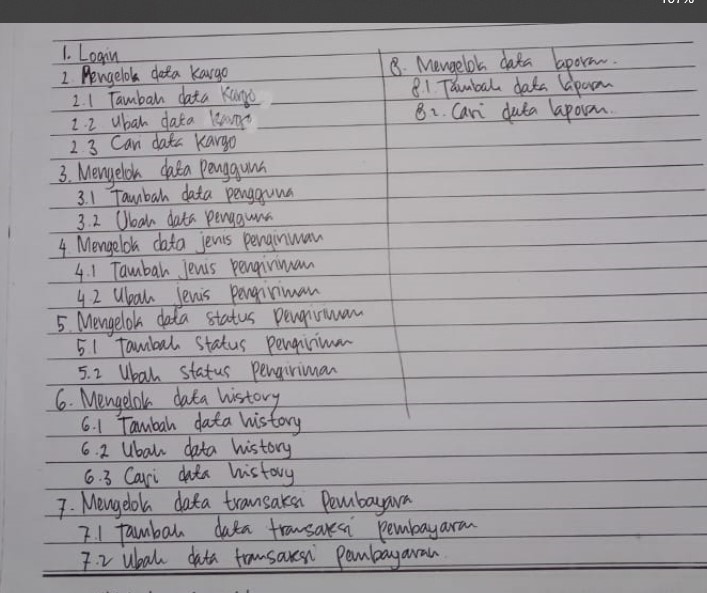 1. Login
2. Mengelola data kargo
2.1 Tambah data kargo
2.2 Ubah data kargo
2.3 Cari data kargo
3. Mengelola data pengguna
3.1 Tambah data pengguna
3.2 Ubah data pengguna
4. Mengelola data jenis pengiriman
4.1 Tambah jenis pengiriman
4.2 Ubah jenis pengiriman
5. Mengelola data status pengiriman
5.1 Tambah status pengiriman
5.2 Ubah status pengiriman
6. Mengelola data history
6.1 Tambah data history
6.2 Ubah data history
6.3 Cari data history
7. Mengelola data transaksi Pembayaran
7.1 Tambah data transaksi pembayaran
7.2 Ubah data transaksi pembayaran
8. Mengelola data laporan.
8.1. Tambah data laporan
8.2. Cari data laporan.